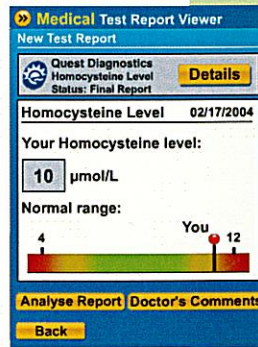 » Medical Test Report Viewer
New Test Report
Quest Diagnostics
Homocysteine Level
Status: Final Report
Details
Homocysteine Level 02/17/2004
Your Homocysteine level:
10 µmol/L
Normal range:
You
4 12
Analyse Report Doctor's Comments
Back